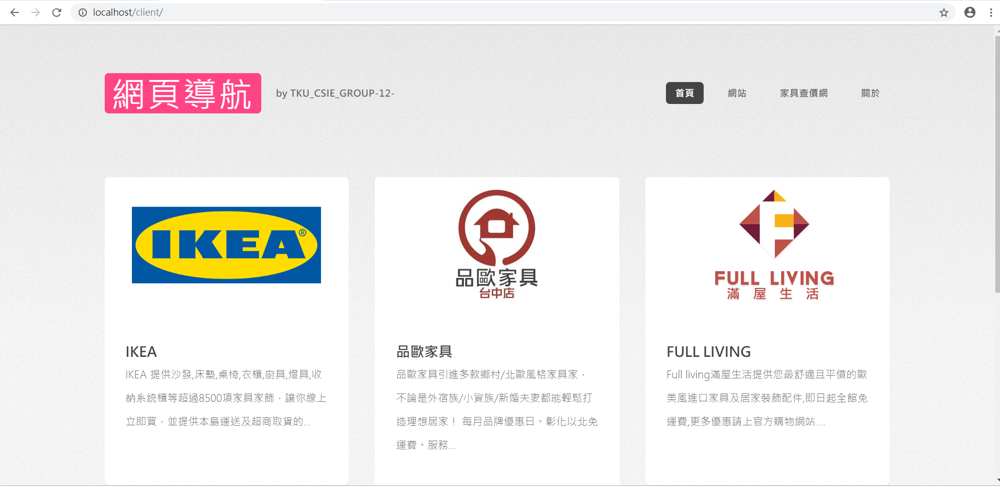 localhost/client/
網頁導航
by TKU_CSIE_GROUP-12-
首頁
網站
家具查價網
關於
IKEA®
品歐家具
台中店
FULL LIVING
滿屋生活
IKEA
IKEA 提供沙發,床墊,桌椅,衣櫃,廚具,燈具,收
納系統櫃等超過8500項家具家飾，讓你線上
立即買，並提供本島運送及超商取貨的...
品歐家具
品歐家具引進多款鄉村/北歐風格家具家，
不論是外宿族/小資族/新婚夫妻都能輕鬆打
造理想居家！ 每月品牌優惠日。彰化以北免
運費。服務...
FULL LIVING
Full living滿屋生活提供您最舒適且平價的歐
美風進口家具及居家裝飾配件,即日起全館免
運費,更多優惠請上官方購物網站....